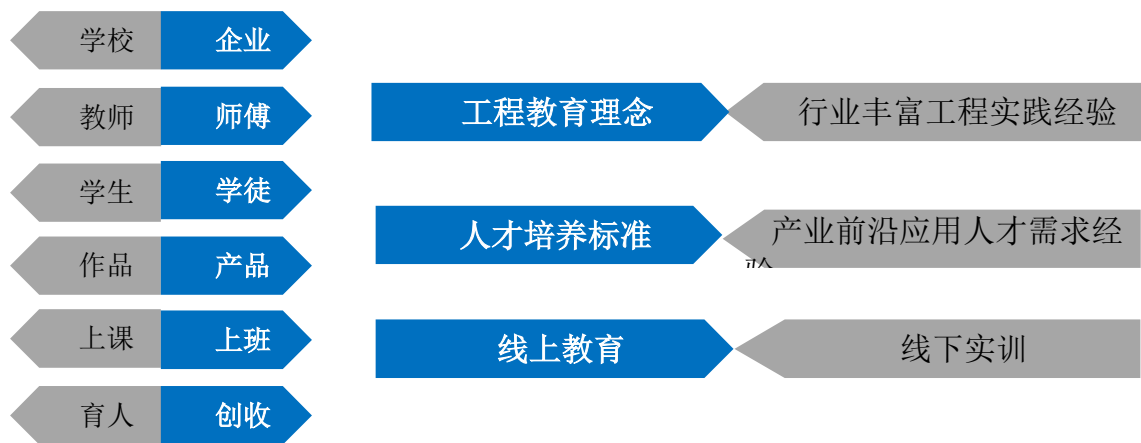 学校 企业
教师 师傅
学生 学徒
作品 产品
上课 上班
育人 创收
工程教育理念 行业丰富工程实践经验
人才培养标准 产业前沿应用人才需求经
验
线上教育 线下实训